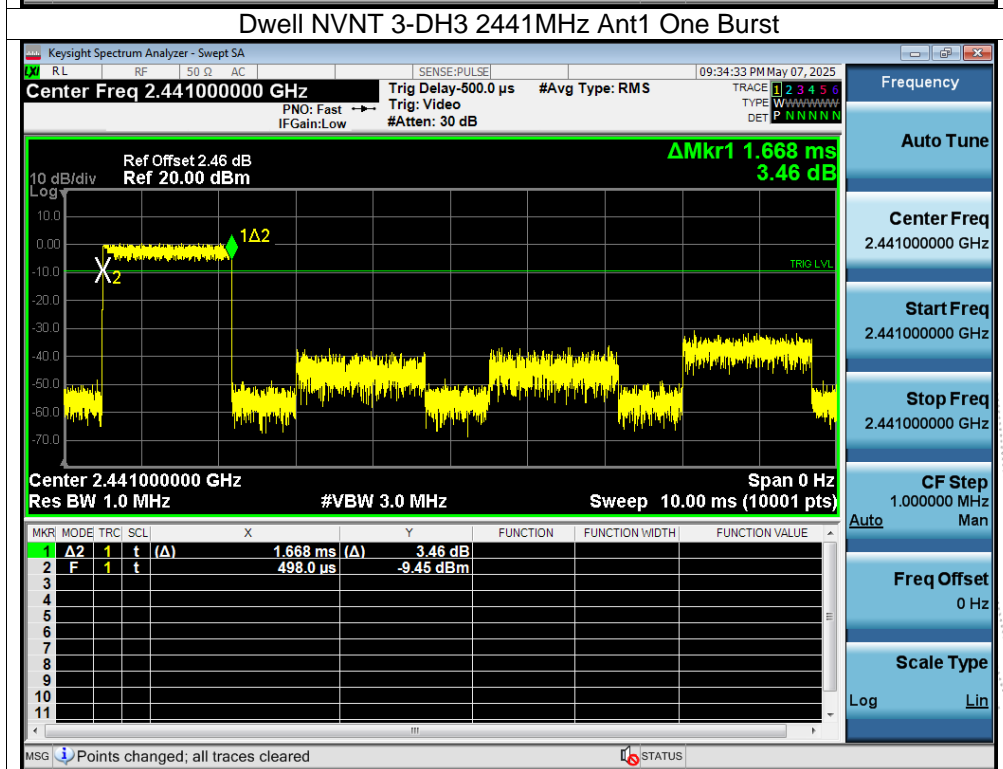 Dwell NVNT 3-DH3 2441MHz Ant1 One Burst
Keysight Spectrum Analyzer - Swept SA
LXI RL RF 50 Ω AC SENSE:PULSE 09:34:33 PM May 07, 2025
Center Freq 2.441000000 GHz Trig Delay-500.0 µs #Avg Type: RMS TRACE 1 2 3 4 5 6
PNO: Fast Trig: Video TYPE WWWWWW
IFGain:Low #Atten: 30 dB DET P N N N N N
ΔMkr1 1.668 ms
3.46 dB
Ref Offset 2.46 dB
10 dB/div Ref 20.00 dBm
Log
10.0
0.00
-10.0
-20.0
-30.0
-40.0
-50.0
-60.0
-70.0
1Δ2
2
TRIG LVL
Center 2.441000000 GHz Span 0 Hz
Res BW 1.0 MHz #VBW 3.0 MHz Sweep 10.00 ms (10001 pts)
MKR MODE TRC SCL X Y FUNCTION FUNCTION WIDTH FUNCTION VALUE
1 Δ2 1 t (Δ) 1.668 ms (Δ) 3.46 dB
2 F 1 t 498.0 µs -9.45 dBm
3
4
5
6
7
8
9
10
11
MSG Points changed; all traces cleared STATUS
Frequency
Auto Tune
Center Freq
2.441000000 GHz
Start Freq
2.441000000 GHz
Stop Freq
2.441000000 GHz
CF Step
1.000000 MHz
Auto Man
Freq Offset
0 Hz
Scale Type
Log Lin